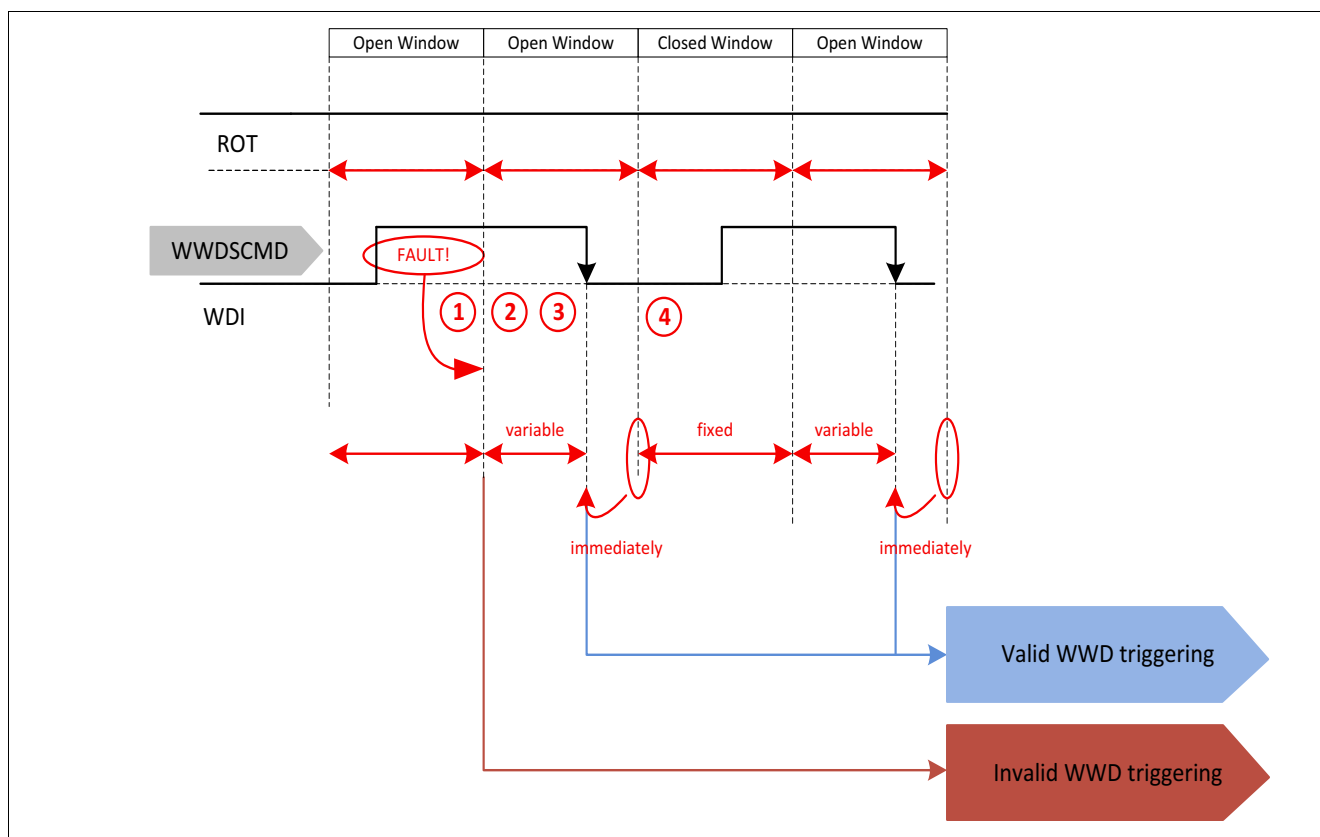 Open Window Open Window Closed Window Open Window
ROT
WWDSCMD
FAULT!
WDI
1 2 3 4
variable fixed variable
immediately immediately
Valid WWD triggering
Invalid WWD triggering